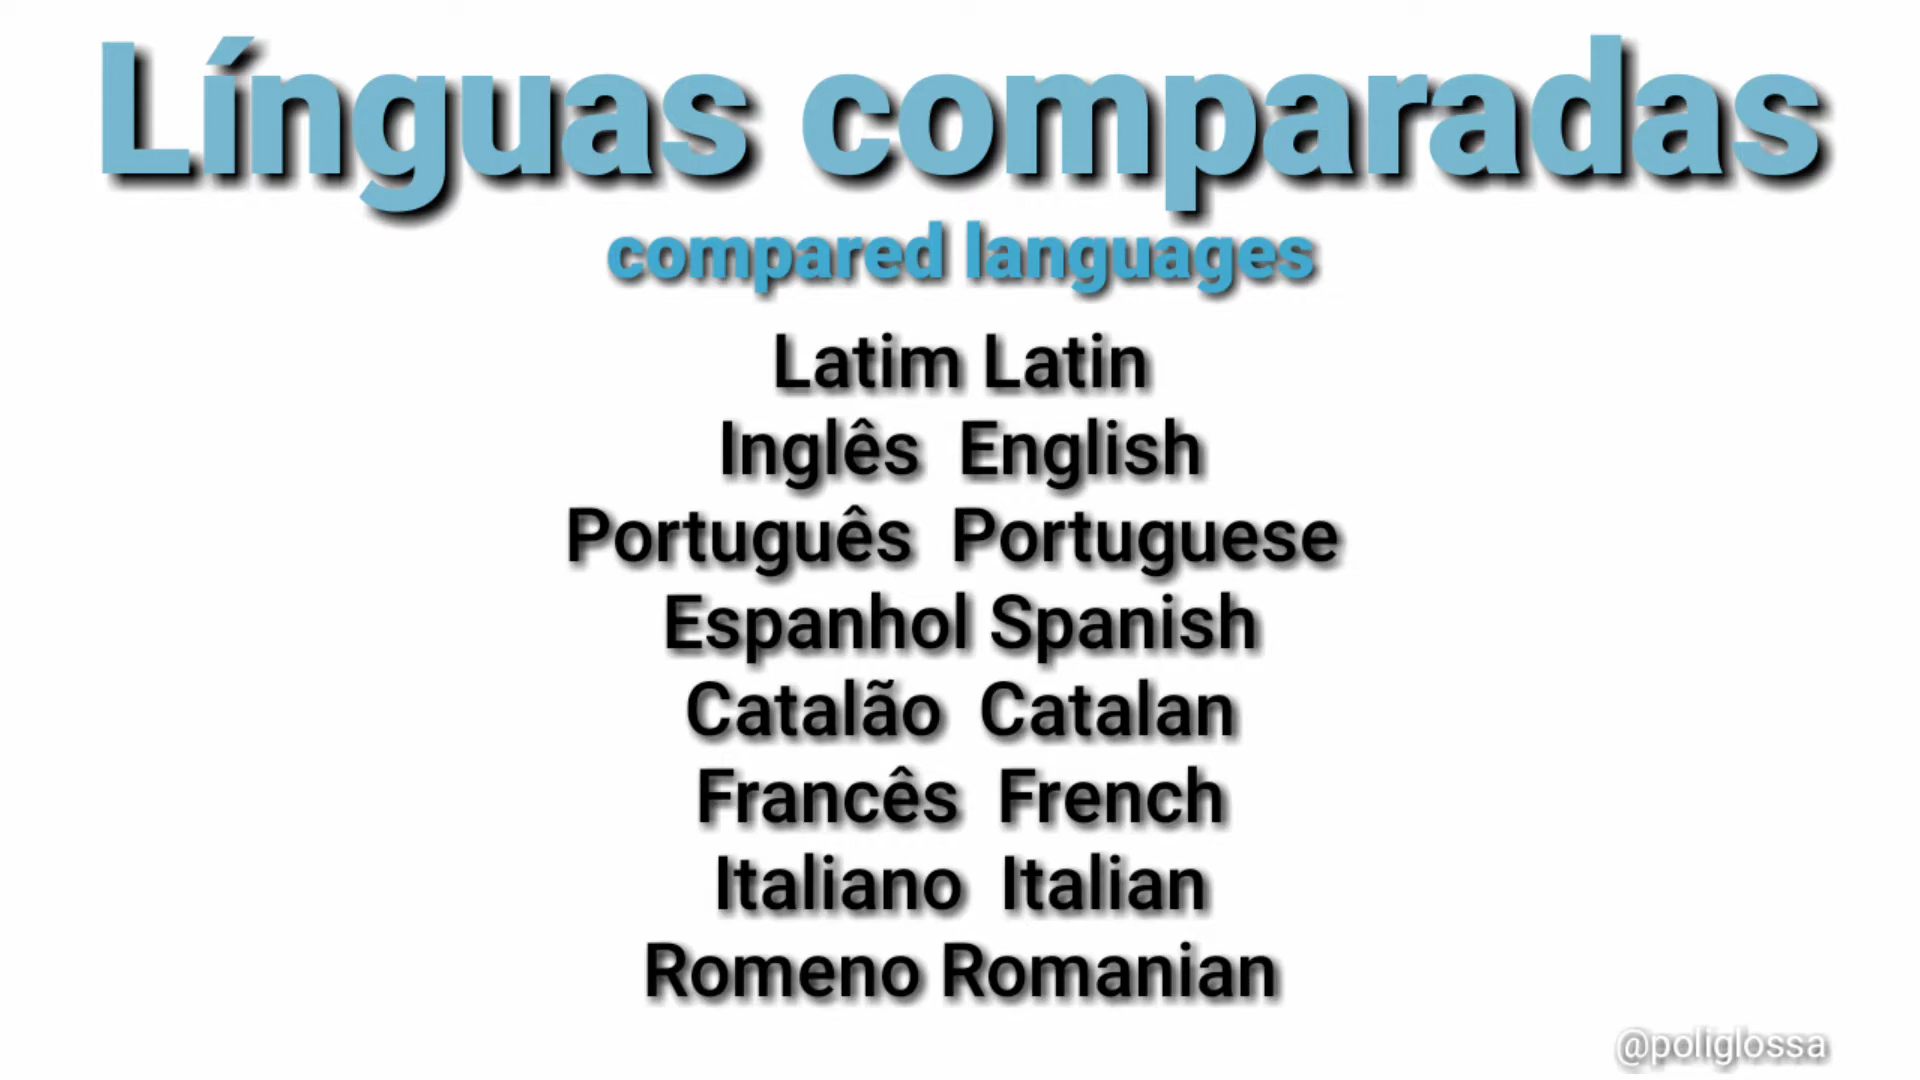 Línguas comparadas
compared languages
Latim Latin
Inglês English
Português Portuguese
Espanhol Spanish
Catalão Catalan
Francês French
Italiano Italian
Romeno Romanian
@poliglossa